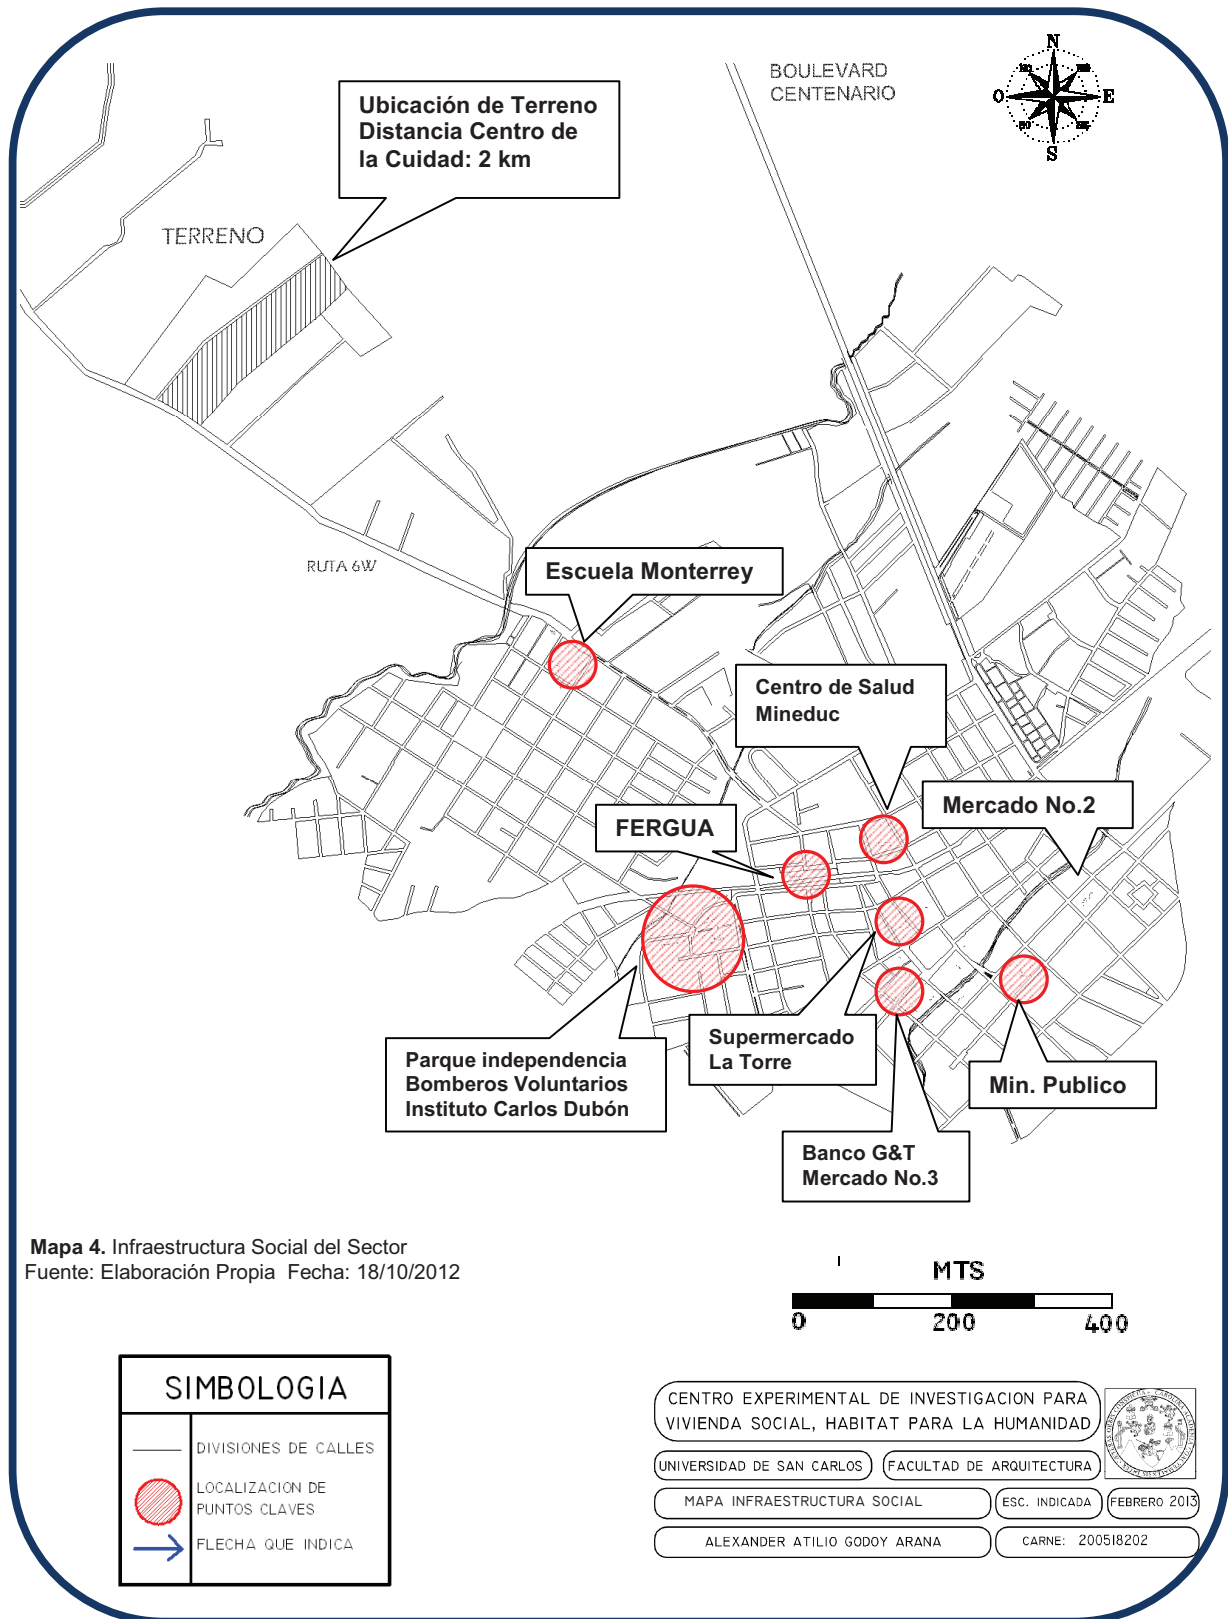 BOULEVARD
CENTENARIO
N
O
E
S
Ubicación de Terreno
Distancia Centro de
la Cuidad: 2 km
TERRENO
RUTA 6W
Escuela Monterrey
Centro de Salud
Mineduc
Mercado No.2
FERGUA
Parque independencia
Bomberos Voluntarios
Instituto Carlos Dubón
Supermercado
La Torre
Min. Publico
Banco G&T
Mercado No.3
Mapa 4. Infraestructura Social del Sector
Fuente: Elaboración Propia Fecha: 18/10/2012
MTS
0 200 400
SIMBOLOGIA
DIVISIONES DE CALLES
LOCALIZACION DE
PUNTOS CLAVES
FLECHA QUE INDICA
CENTRO EXPERIMENTAL DE INVESTIGACION PARA
VIVIENDA SOCIAL, HABITAT PARA LA HUMANIDAD
UNIVERSIDAD DE SAN CARLOS
FACULTAD DE ARQUITECTURA
MAPA INFRAESTRUCTURA SOCIAL
ESC. INDICADA
FEBRERO 2013
ALEXANDER ATILIO GODOY ARANA
CARNE: 200518202